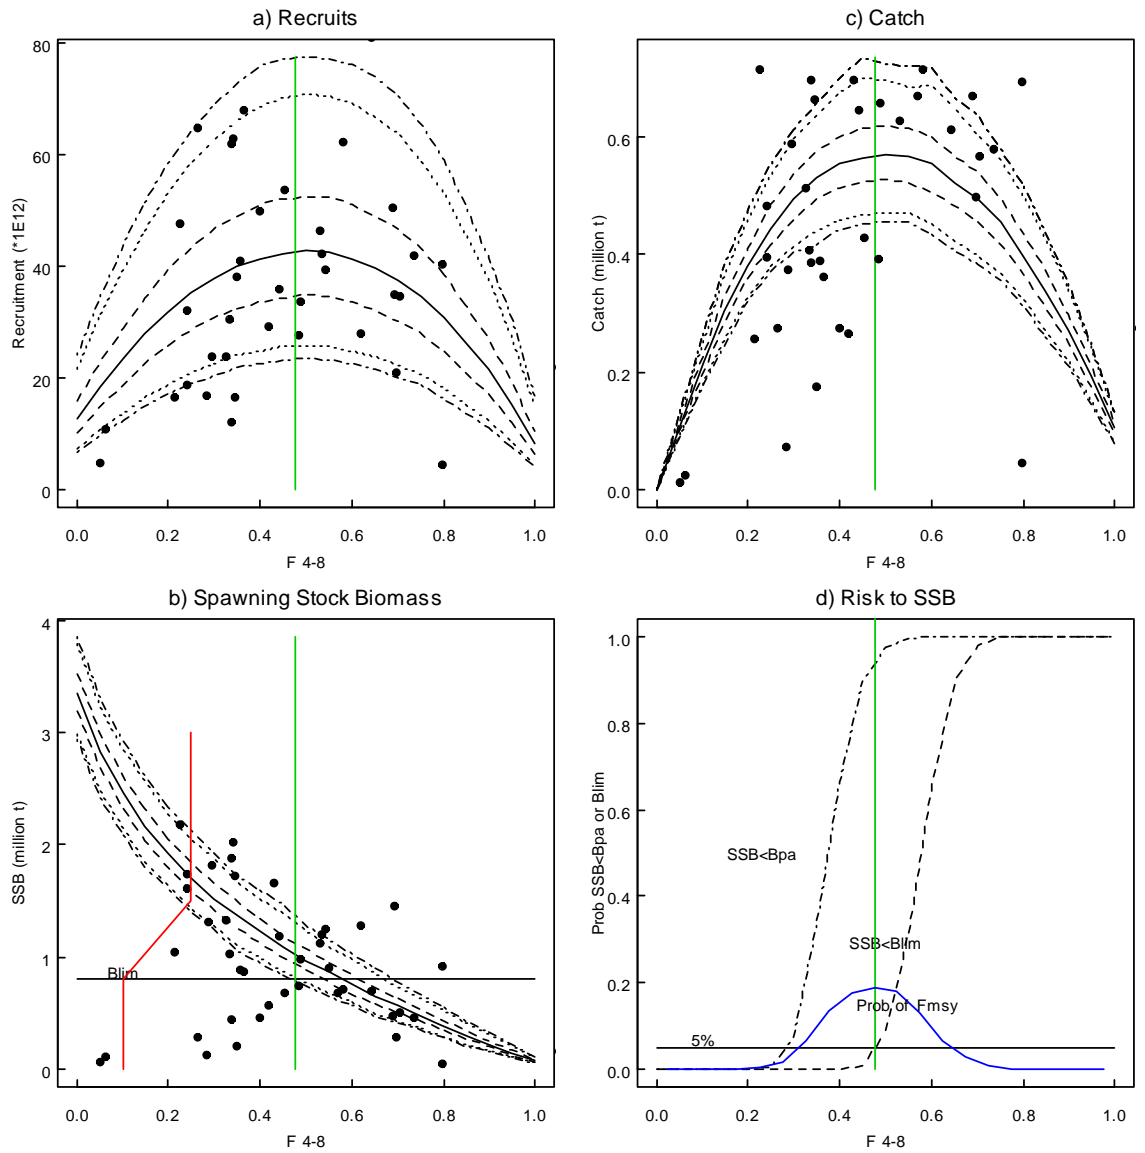 a) Recruits
80
60
40
20
0
Recruitment (*1E12)
0.0 0.2 0.4 0.6 0.8 1.0
F 4-8
c) Catch
0.6
0.4
0.2
0.0
Catch (million t)
0.0 0.2 0.4 0.6 0.8 1.0
F 4-8
b) Spawning Stock Biomass
4
3
2
1
0
SSB (million t)
Blim
0.0 0.2 0.4 0.6 0.8 1.0
F 4-8
d) Risk to SSB
1.0
0.8
0.6
0.4
0.2
0.0
Prob SSB<Bpa or Blim
SSB<Bpa
SSB<Blim
Prob of Fmsy
5%
0.0 0.2 0.4 0.6 0.8 1.0
F 4-8